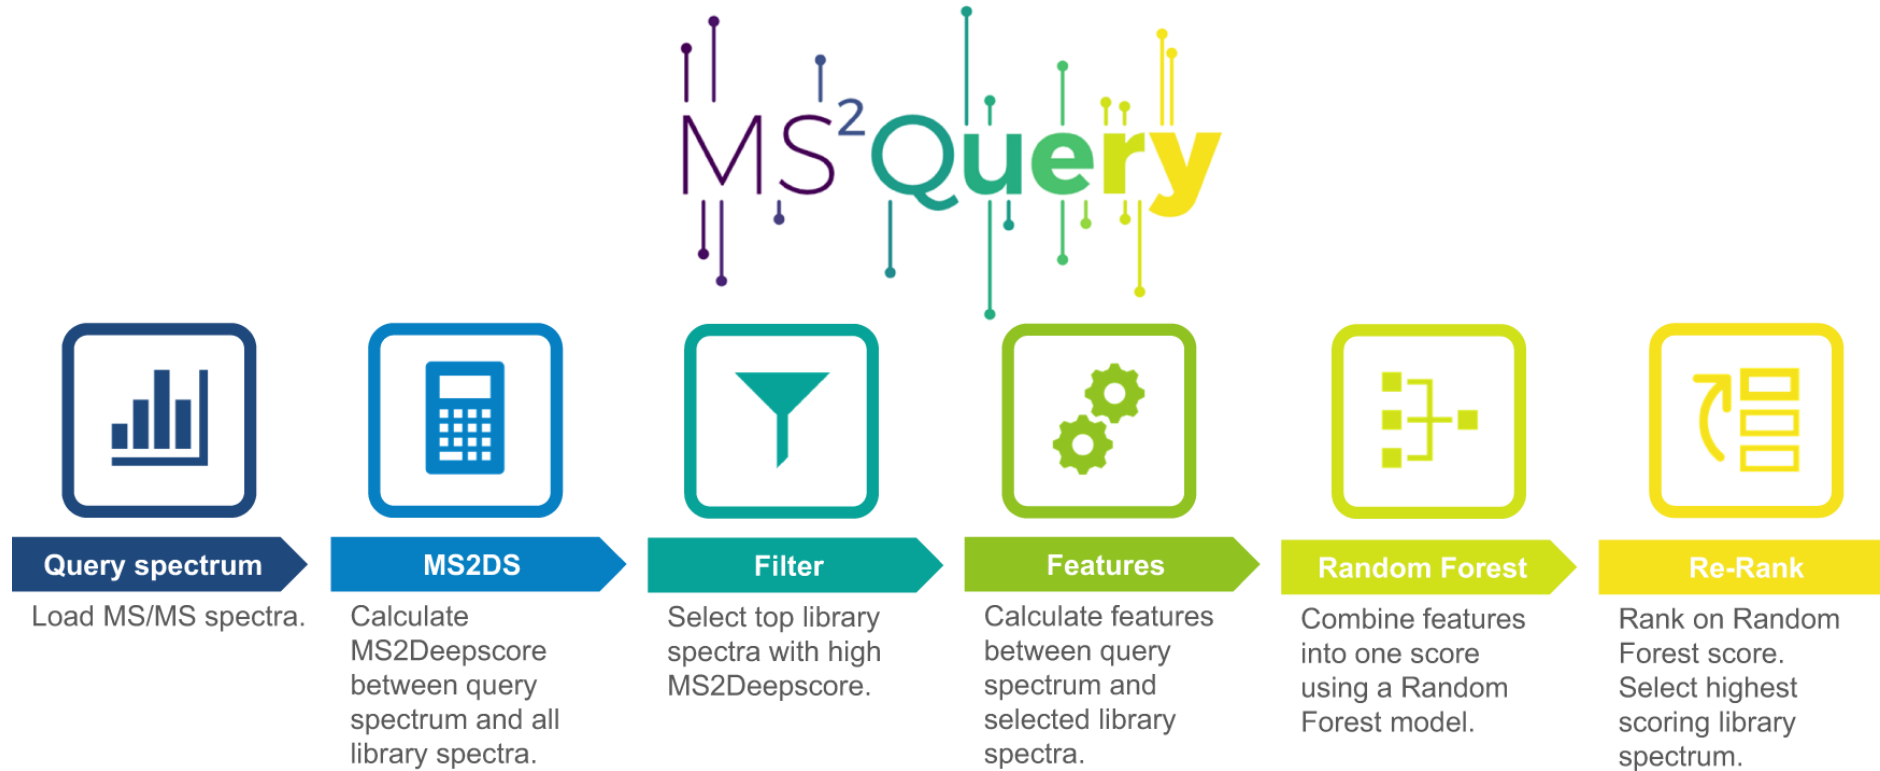 MS²Query
Query spectrum
Load MS/MS spectra.
MS2DS
Calculate
MS2Deepscore
between query
spectrum and all
library spectra.
Filter
Select top library
spectra with high
MS2Deepscore.
Features
Calculate features
between query
spectrum and
selected library
spectra.
Random Forest
Combine features
into one score
using a Random
Forest model.
Re-Rank
Rank on Random
Forest score.
Select highest
scoring library
spectrum.